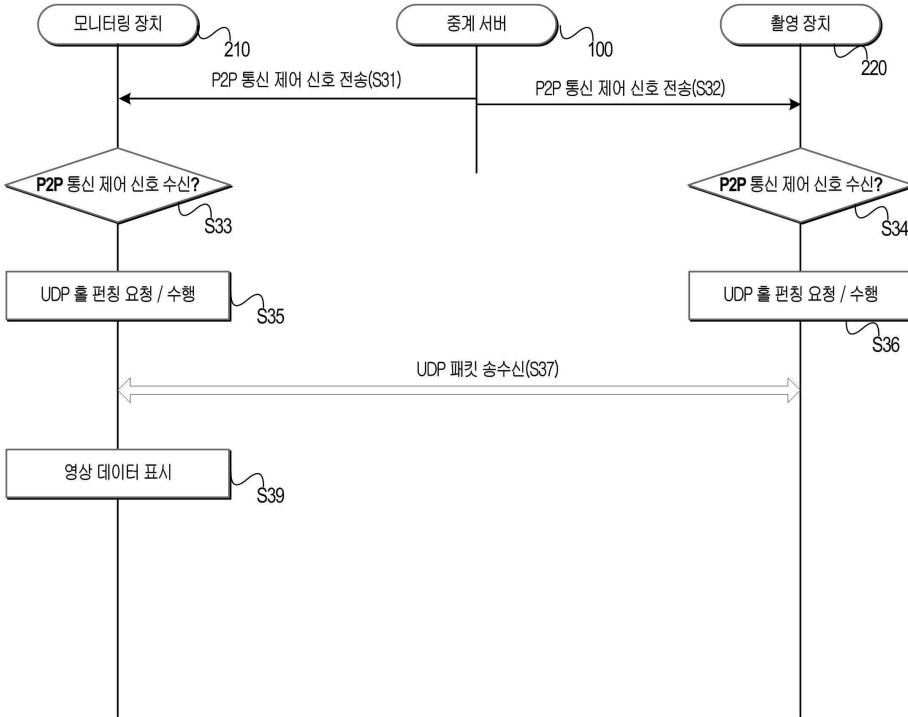 모니터링 장치
210
중계 서버
100
촬영 장치
220
P2P 통신 제어 신호 전송(S31)
P2P 통신 제어 신호 전송(S32)
P2P 통신 제어 신호 수신?
S33
P2P 통신 제어 신호 수신?
S34
UDP 홀 펀칭 요청 / 수행
S35
UDP 홀 펀칭 요청 / 수행
S36
UDP 패킷 송수신(S37)
영상 데이터 표시
S39